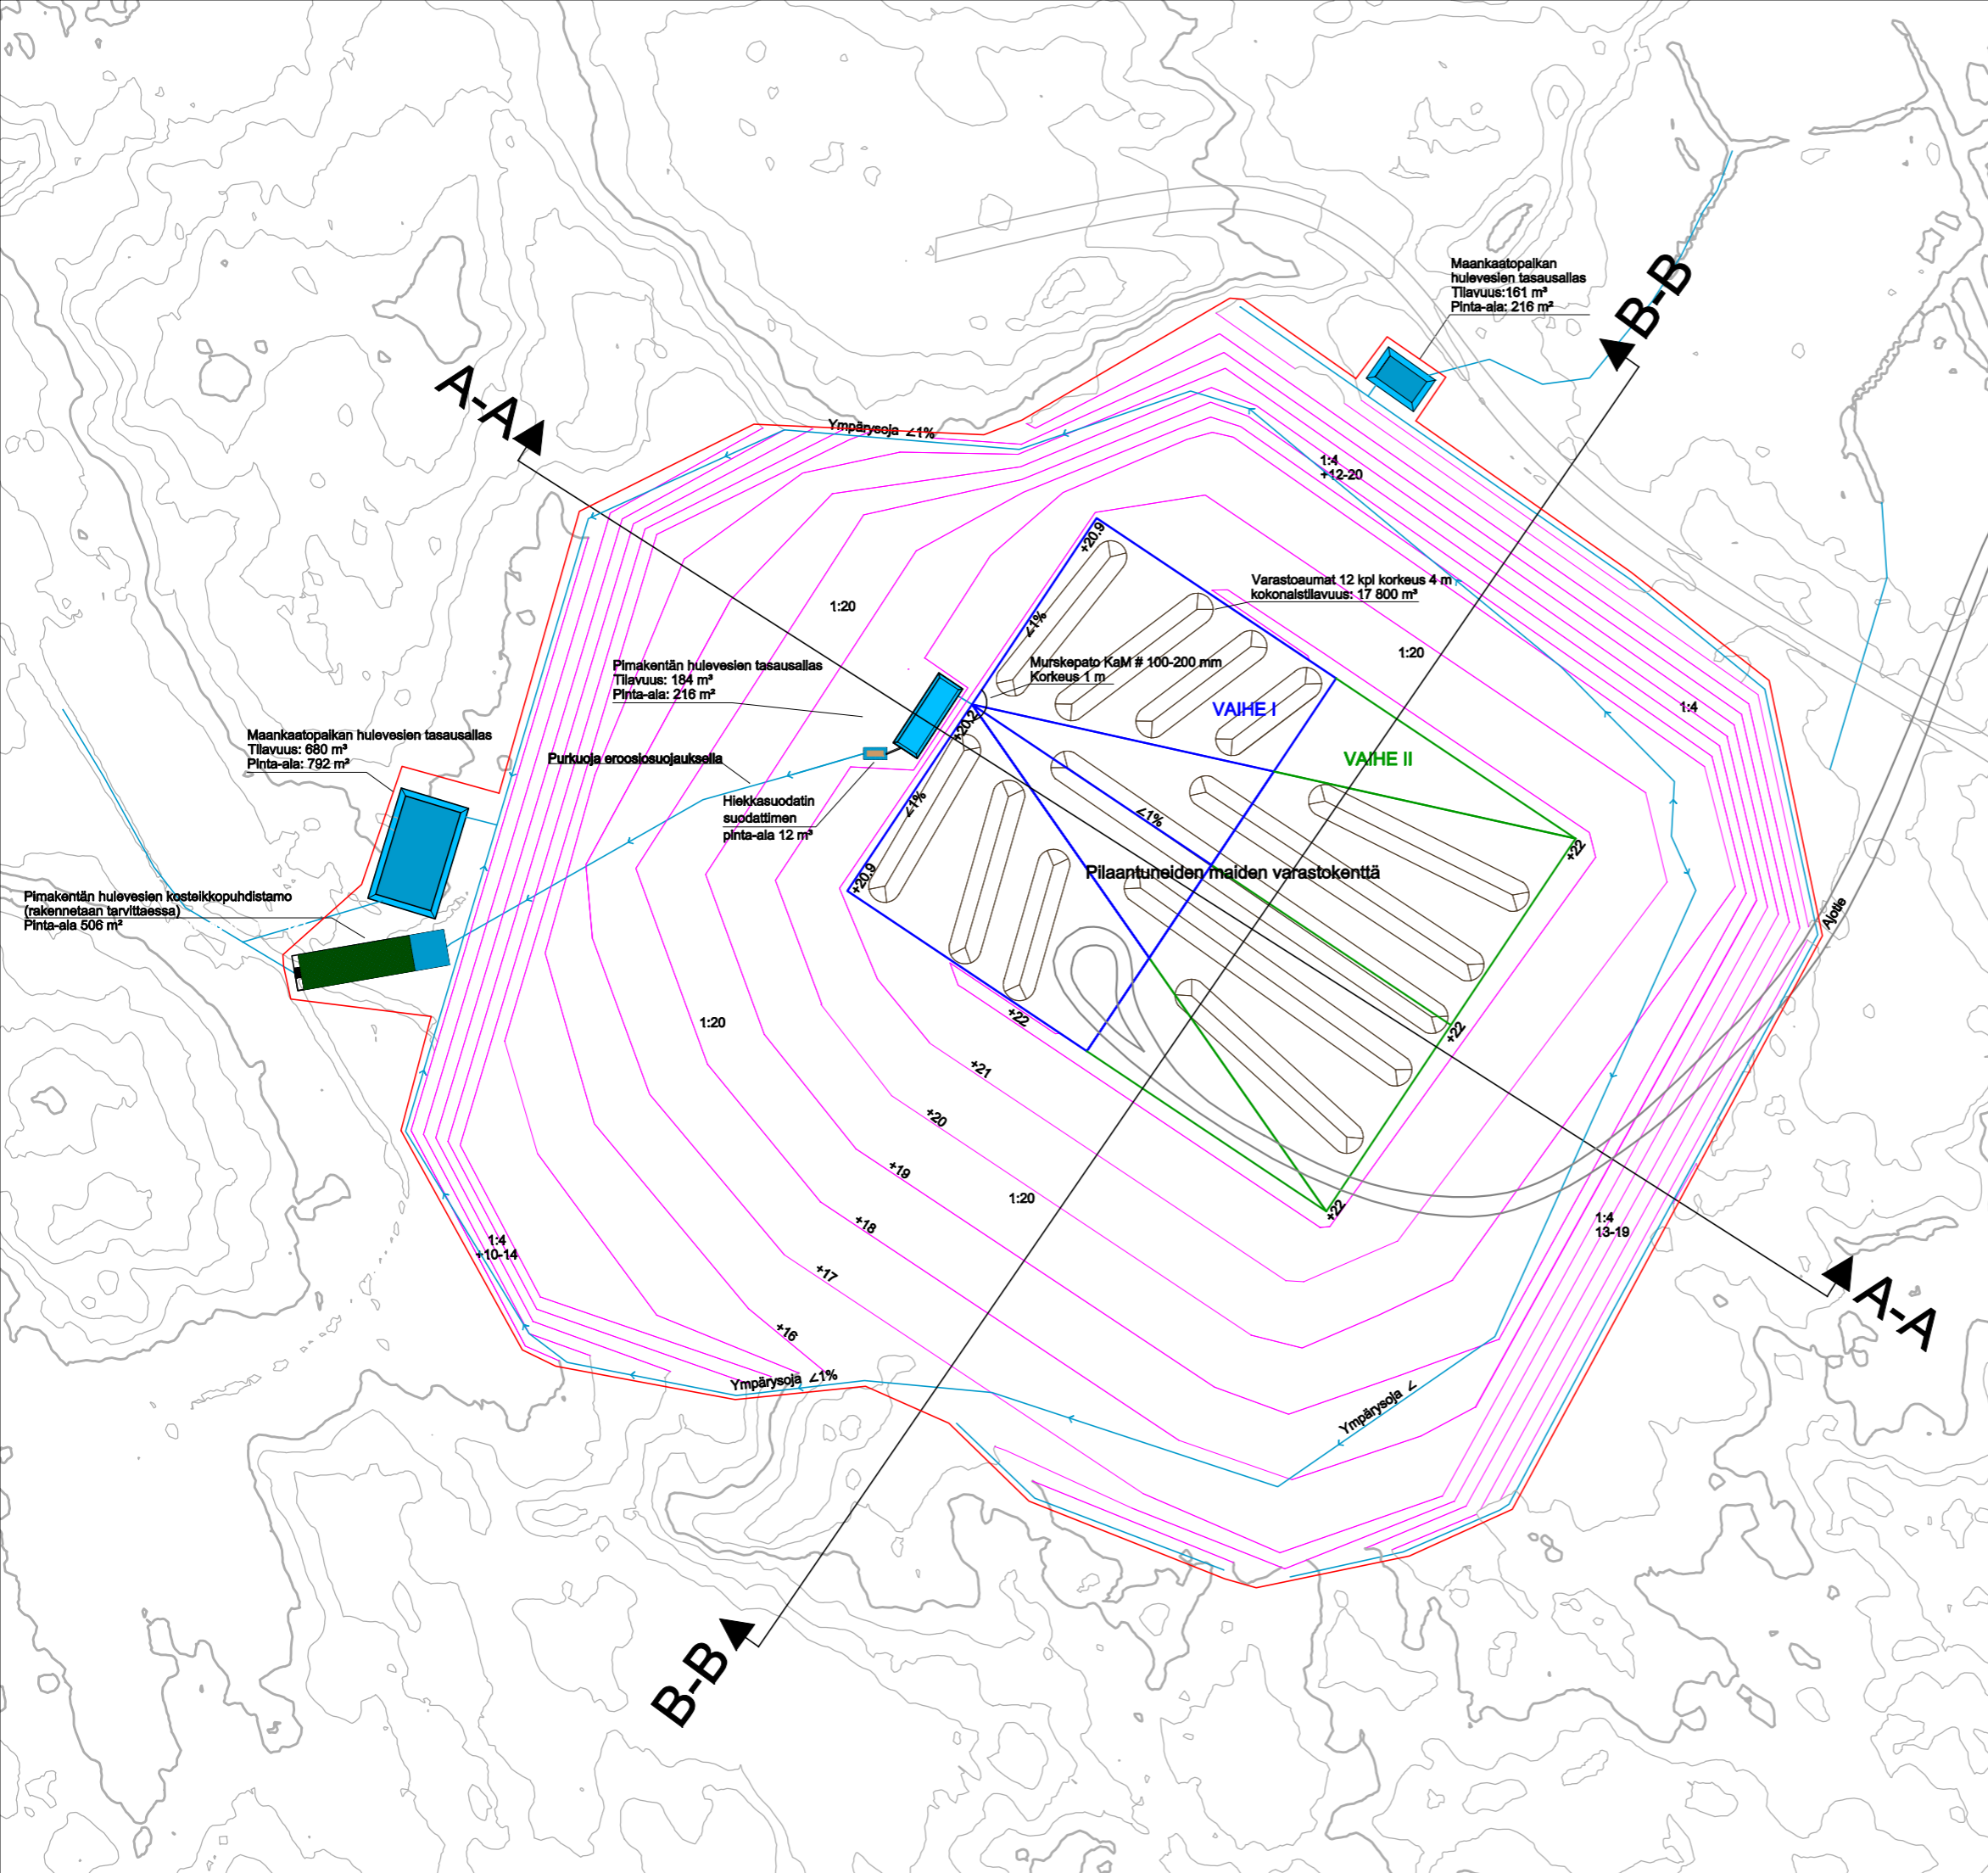 Maankaatopaikan
hulevesien tasausallas
Tilavuus:161 m³
Pinta-ala: 216 m²
B-B
A-A
Ympärysoja ∠1%
1:4
+12-20
+20.9
Varastoaumat 12 kpl korkeus 4 m
kokonaistilavuus: 17 800 m³
1:20
∠1%
1:20
Murskepato KaM # 100-200 mm
Korkeus 1 m
Pimakentän hulevesien tasausallas
Tilavuus: 184 m³
Pinta-ala: 216 m²
VAIHE I
1:4
+20.2
Maankaatopaikan hulevesien tasausallas
Tilavuus: 680 m³
Pinta-ala: 792 m²
Purkuoja eroosiosuojauksella
VAIHE II
Hiekkasuodatin
suodattimen
pinta-ala 12 m²
∠1%
∠1%
+22
Pilaantuneiden maiden varastokenttä
+20.9
Pimakentän hulevesien kosteikkopuhdistamo
(rakennetaan tarvittaessa)
Pinta-ala 506 m²
Ajotie
1:20
+22
+22
+21
+20
+19
1:20
+22
+18
1:4
13-19
1:4
+10-14
+17
A-A
+16
Ympärysoja ∠1%
Ympärysoja ∠
B-B